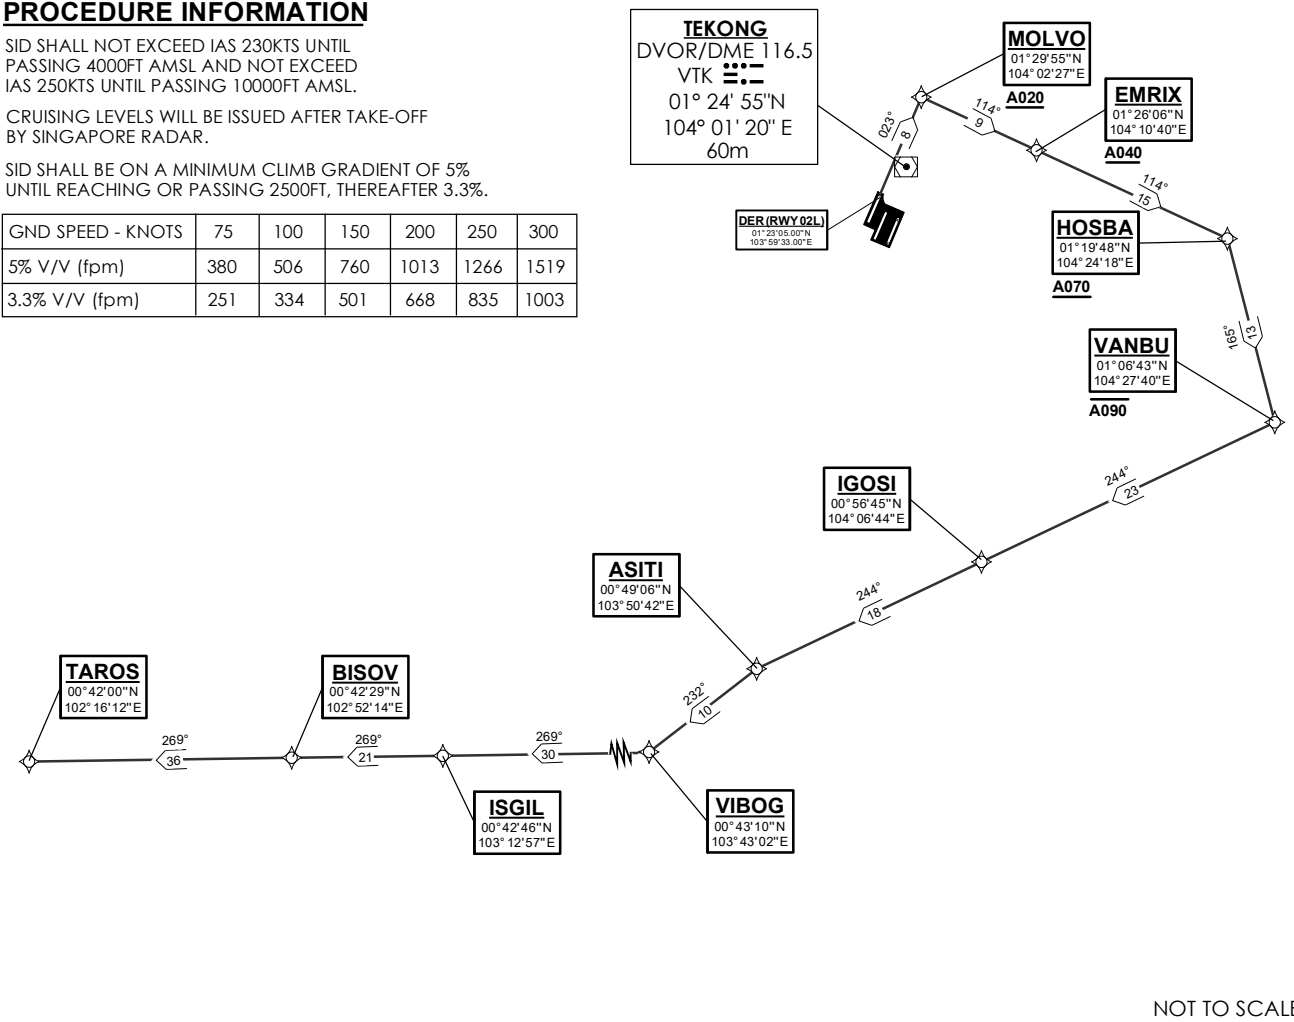 PROCEDURE INFORMATION
SID SHALL NOT EXCEED IAS 230KTS UNTIL
PASSING 4000FT AMSL AND NOT EXCEED
IAS 250KTS UNTIL PASSING 10000FT AMSL.
CRUISING LEVELS WILL BE ISSUED AFTER TAKE-OFF
BY SINGAPORE RADAR.
SID SHALL BE ON A MINIMUM CLIMB GRADIENT OF 5%
UNTIL REACHING OR PASSING 2500FT, THEREAFTER 3.3%.
GND SPEED - KNOTS 75 100 150 200 250 300
5% V/V (fpm) 380 506 760 1013 1266 1519
3.3% V/V (fpm) 251 334 501 668 835 1003
TEKONG
DVOR/DME 116.5
VTK
01° 24' 55"N
104° 01' 20" E
60m
MOLVO
01°29'55"N
104°02'27"E
A020
EMRIX
01°26'06"N
104°10'40"E
A040
023°
8
114°
9
114°
15
DER (RWY 02L)
01°23'05.00"N
103°59'33.00"E
HOSBA
01°19'48"N
104°24'18"E
A070
165°
13
VANBU
01°06'43"N
104°27'40"E
A090
244°
23
IGOSI
00°56'45"N
104°06'44"E
244°
18
ASITI
00°49'06"N
103°50'42"E
232°
10
TAROS
00°42'00"N
102°16'12"E
BISOV
00°42'29"N
102°52'14"E
269°
36
269°
21
269°
30
ISGIL
00°42'46"N
103°12'57"E
VIBOG
00°43'10"N
103°43'02"E
NOT TO SCALE